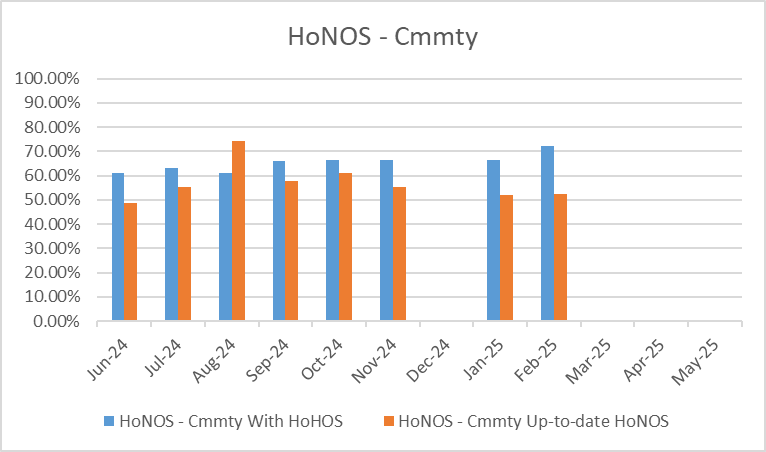 HoNOS - Cmmty
100.00%
90.00%
80.00%
70.00%
60.00%
50.00%
40.00%
30.00%
20.00%
10.00%
0.00%
Jun-24
Jul-24
Aug-24
Sep-24
Oct-24
Nov-24
Dec-24
Jan-25
Feb-25
Mar-25
Apr-25
May-25
HoNOS - Cmmty With HoHOS
HoNOS - Cmmty Up-to-date HoNOS